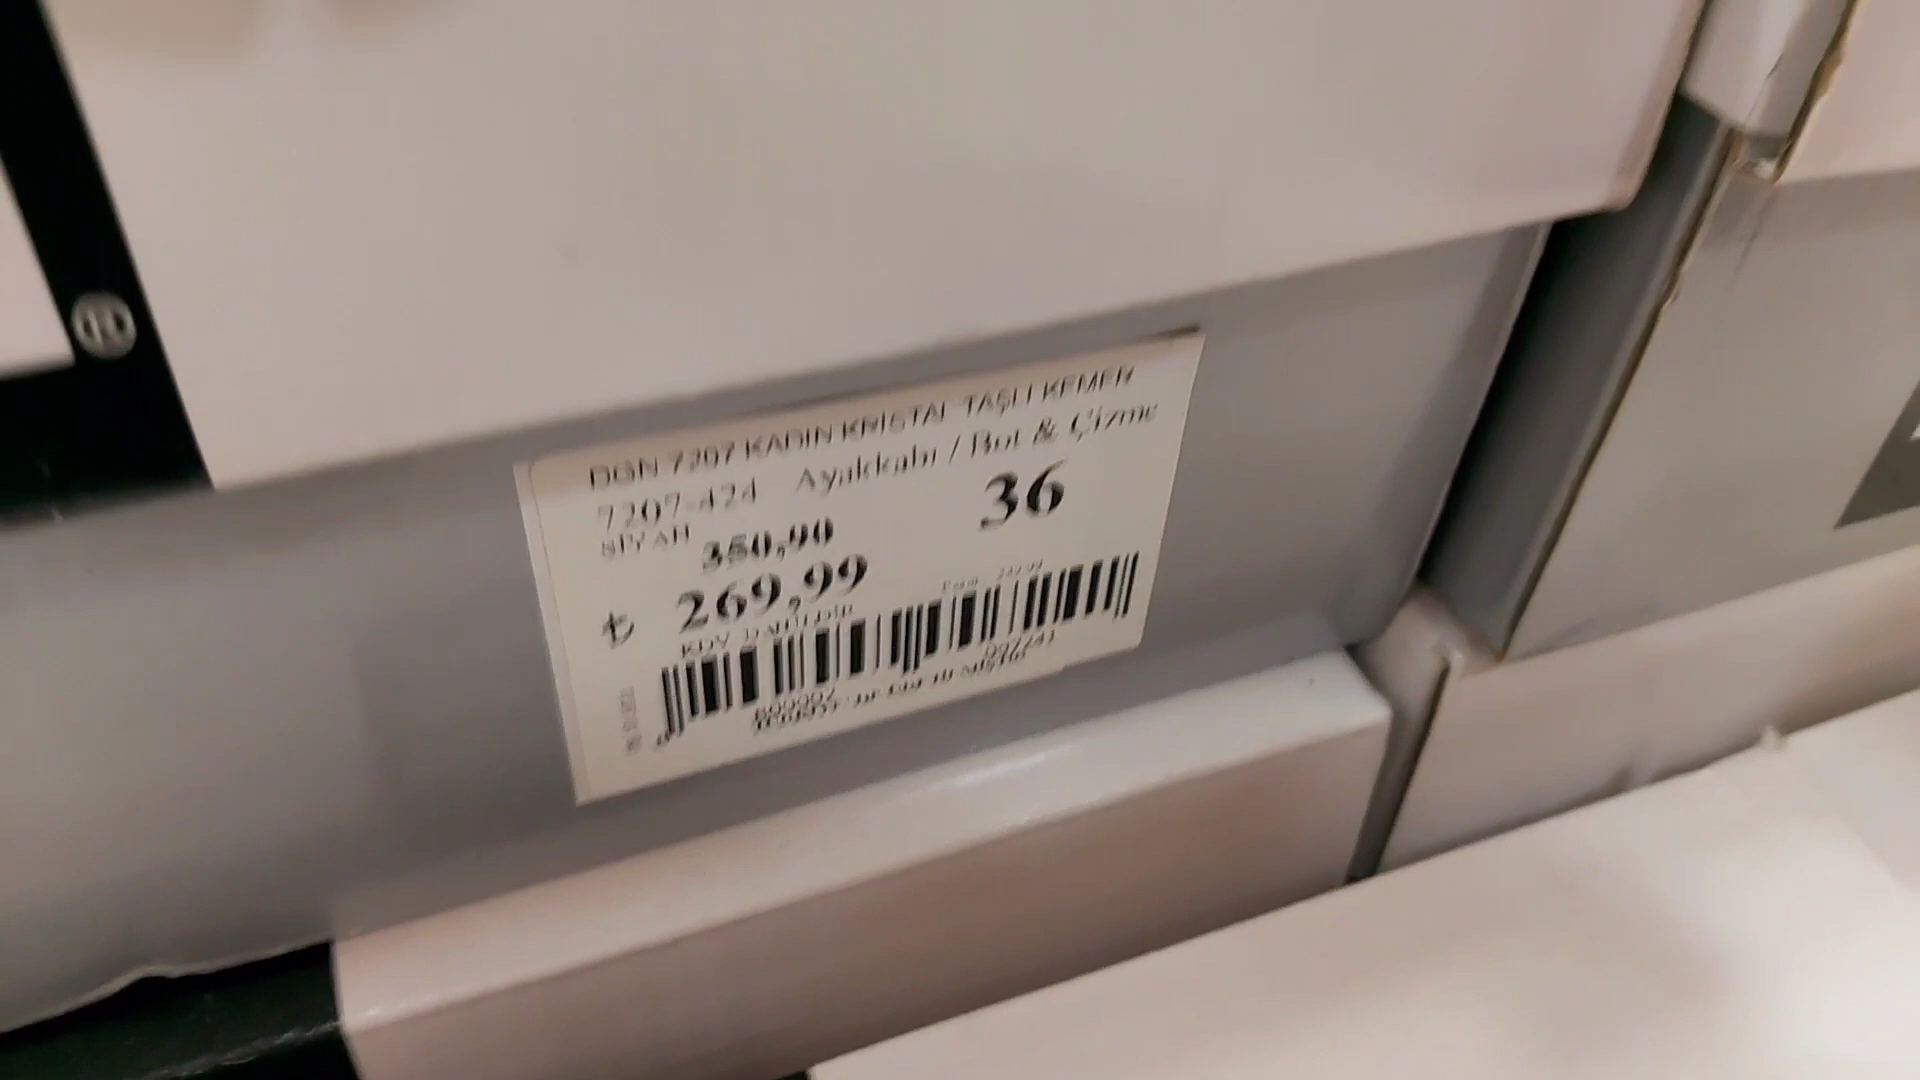 ®
DGN 7207 KADIN KRİSTAL TAŞLI KEMER
7207-424 Ayakkabı / Bot & Çizme
SİYAH 36
350,90
₺ 269,99
KDV DAHİLDİR